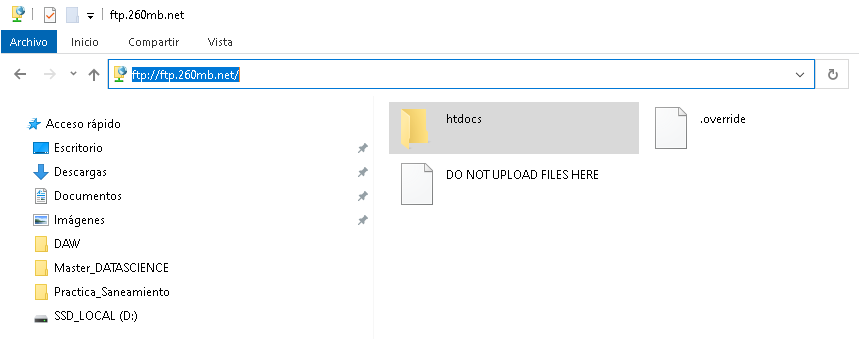 ftp.260mb.net
Archivo Inicio Compartir Vista
ftp://ftp.260mb.net/
Acceso rápido
Escritorio
Descargas
Documentos
Imágenes
DAW
Master_DATASCIENCE
Practica_Saneamiento
SSD_LOCAL (D:)
htdocs
.override
DO NOT UPLOAD FILES HERE